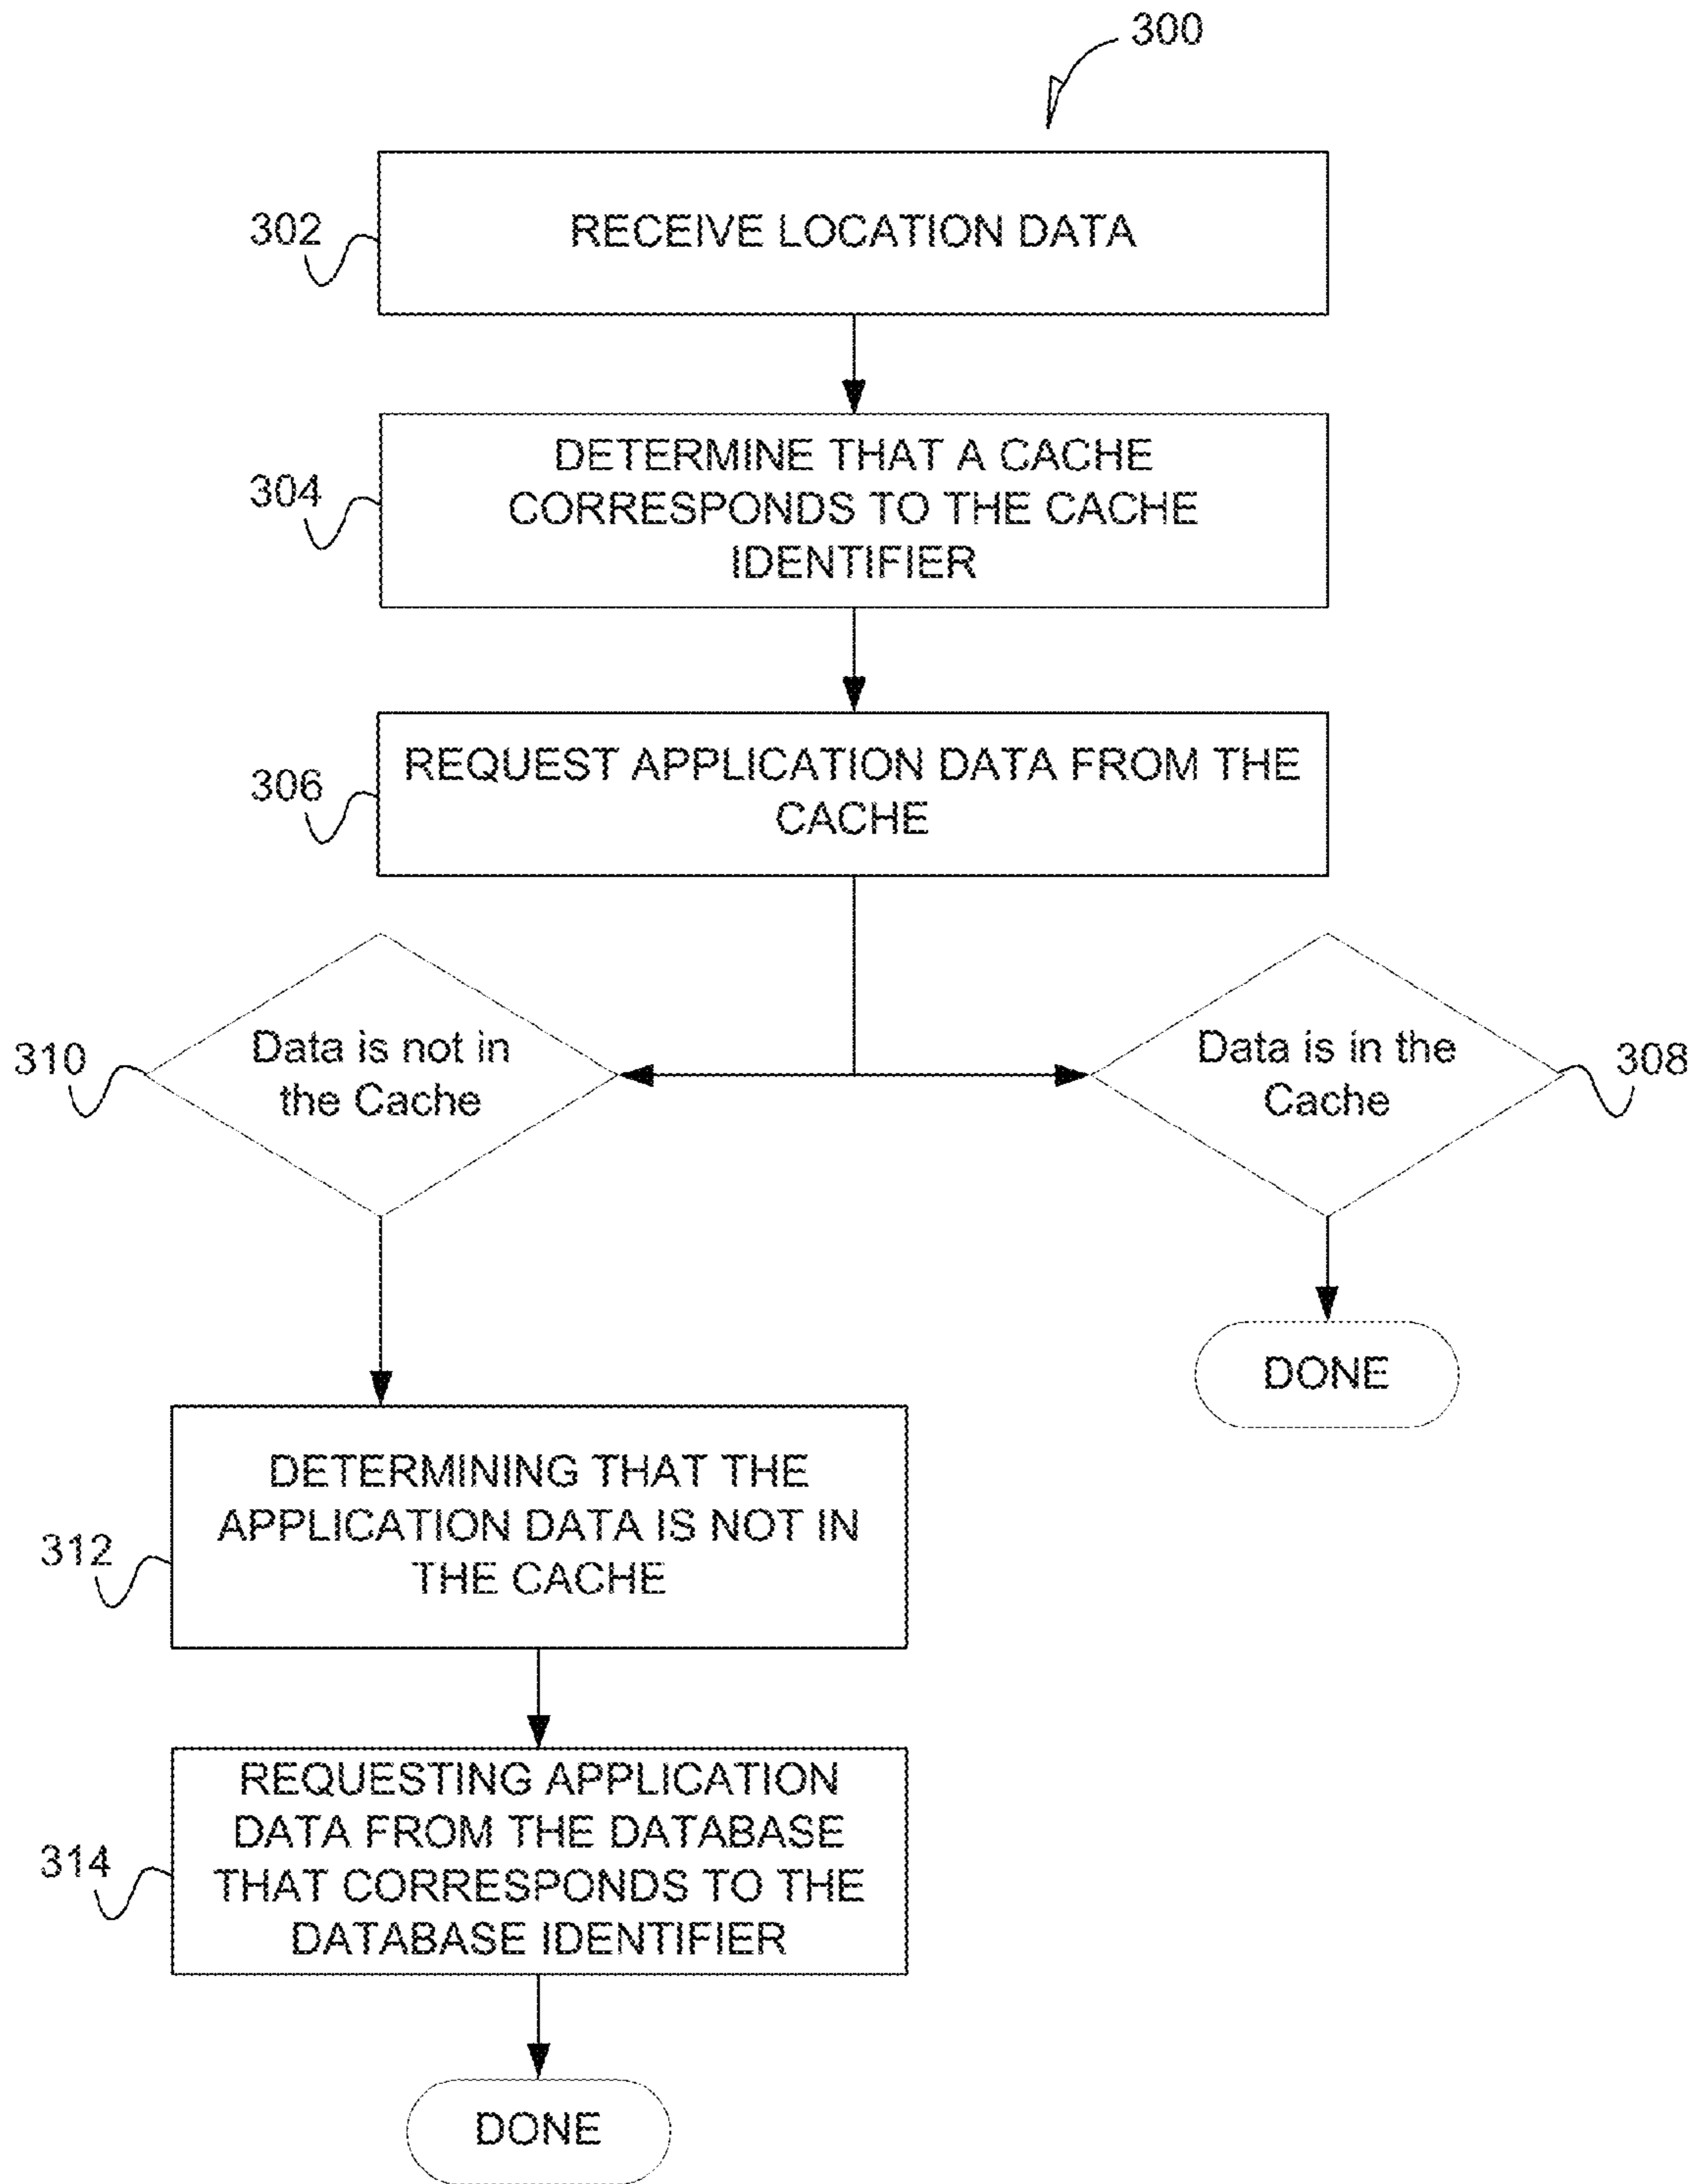 300
302
RECEIVE LOCATION DATA
304
DETERMINE THAT A CACHE
CORRESPONDS TO THE CACHE
IDENTIFIER
306
REQUEST APPLICATION DATA FROM THE
CACHE
310
Data is not in
the Cache
Data is in the
Cache
308
DONE
312
DETERMINING THAT THE
APPLICATION DATA IS NOT IN
THE CACHE
314
REQUESTING APPLICATION
DATA FROM THE DATABASE
THAT CORRESPONDS TO THE
DATABASE IDENTIFIER
DONE